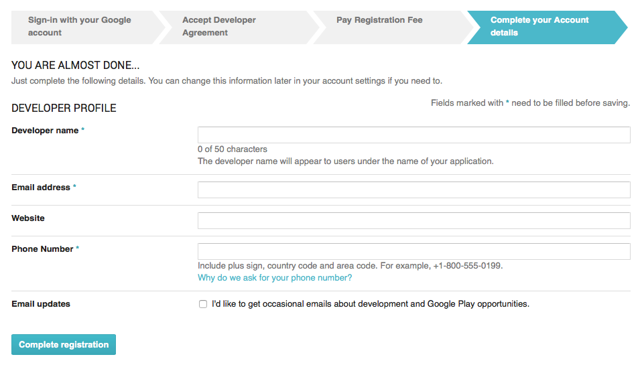 Sign-in with your Google account
Accept Developer Agreement
Pay Registration Fee
Complete your Account details
YOU ARE ALMOST DONE...
Just complete the following details. You can change this information later in your account settings if you need to.
DEVELOPER PROFILE
Fields marked with * need to be filled before saving.
Developer name *
0 of 50 characters
The developer name will appear to users under the name of your application.
Email address *
Website
Phone Number *
Include plus sign, country code and area code. For example, +1-800-555-0199.
Why do we ask for your phone number?
Email updates
I'd like to get occasional emails about development and Google Play opportunities.
Complete registration